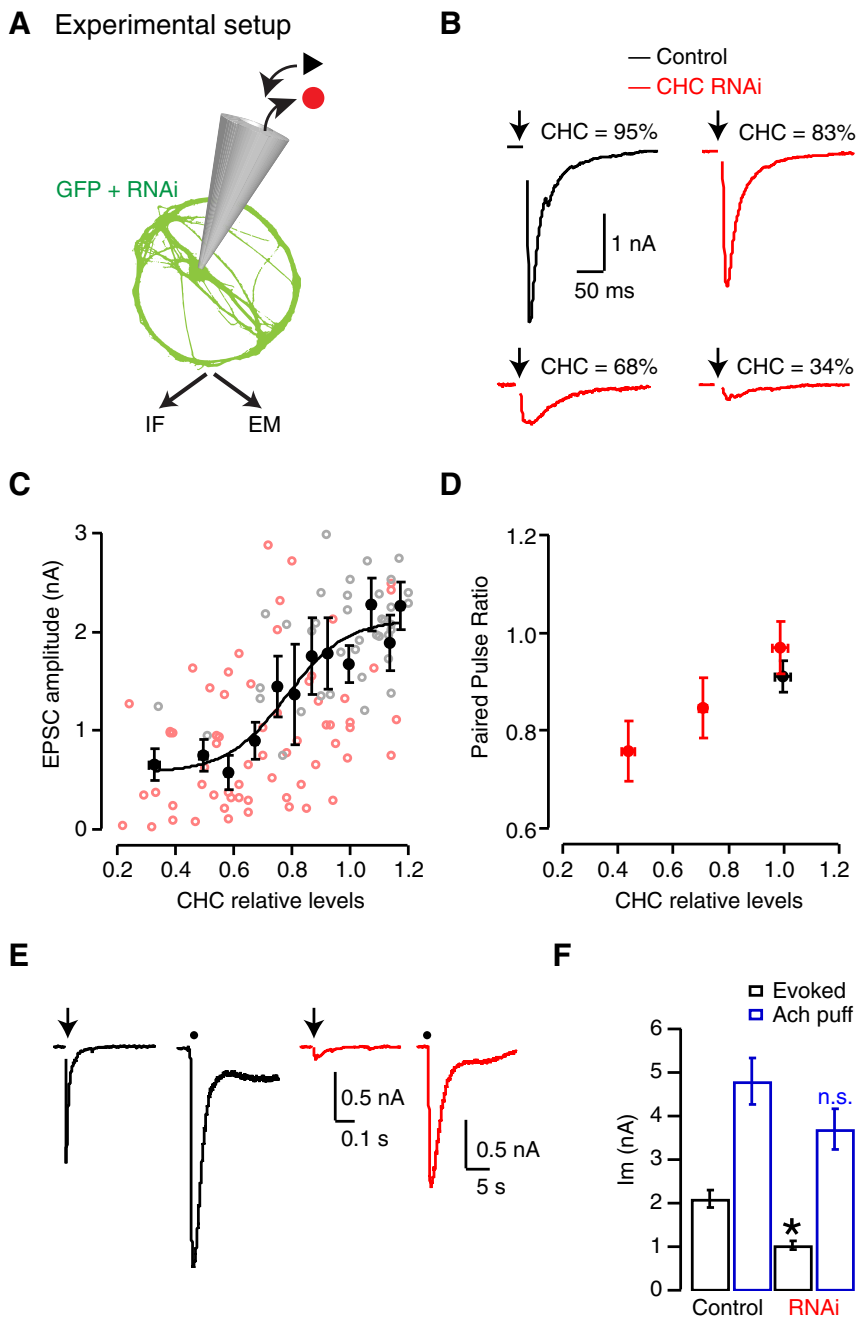 A Experimental setup
GFP + RNAi
IF
EM
B
Control
CHC RNAi
CHC = 95%
CHC = 83%
1 nA
50 ms
CHC = 68%
CHC = 34%
C
EPSC amplitude (nA)
3
2
1
0
0.2 0.4 0.6 0.8 1.0 1.2
CHC relative levels
D
Paired Pulse Ratio
1.2
1.0
0.8
0.6
0.2 0.4 0.6 0.8 1.0 1.2
CHC relative levels
E
0.5 nA
0.1 s
0.5 nA
5 s
F
Evoked
Ach puff
Im (nA)
6
5
4
3
2
1
0
n.s.
*
Control
RNAi